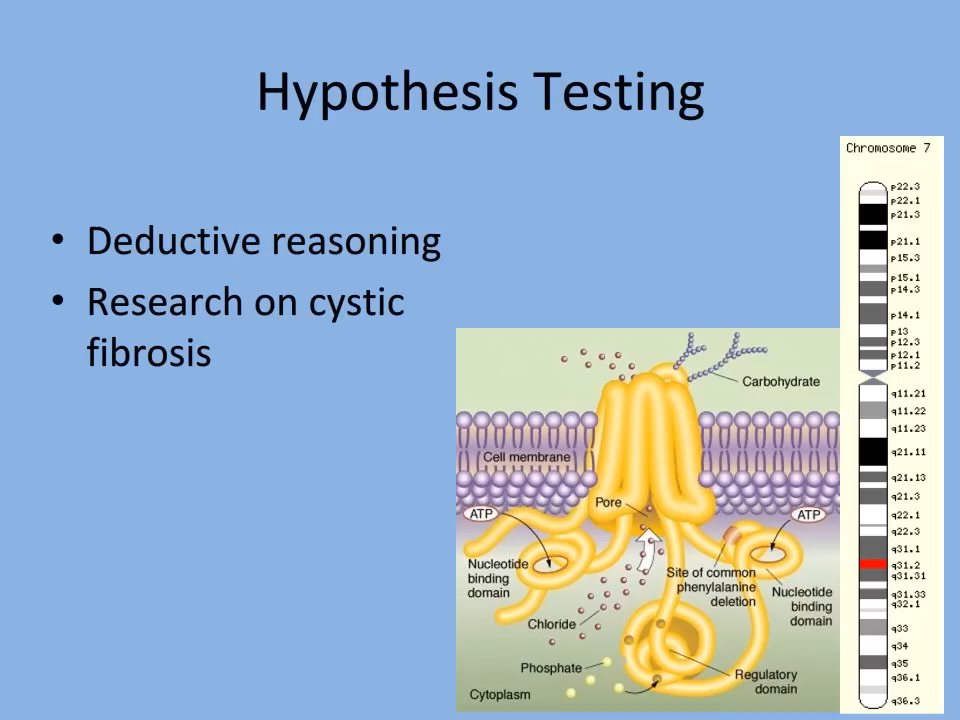 Hypothesis Testing
• Deductive reasoning
• Research on cystic
fibrosis
Carbohydrate
Cell membrane
Pore
ATP
ATP
Nucleotide
binding
domain
Site of common
phenylalanine
deletion
Nucleotide
binding
domain
Chloride
Phosphate
Regulatory
domain
Cytoplasm
Chromosome 7
p22.3
p22.1
p21.3
p21.1
p15.3
p15.1
p14.3
p14.1
p13
p12.3
p12.1
p11.2
q11.21
q11.22
q11.23
q21.11
q21.13
q21.3
q22.1
q22.3
q31.1
q31.2
q31.31
q31.33
q32.1
q33
q34
q35
q36.1
q36.3